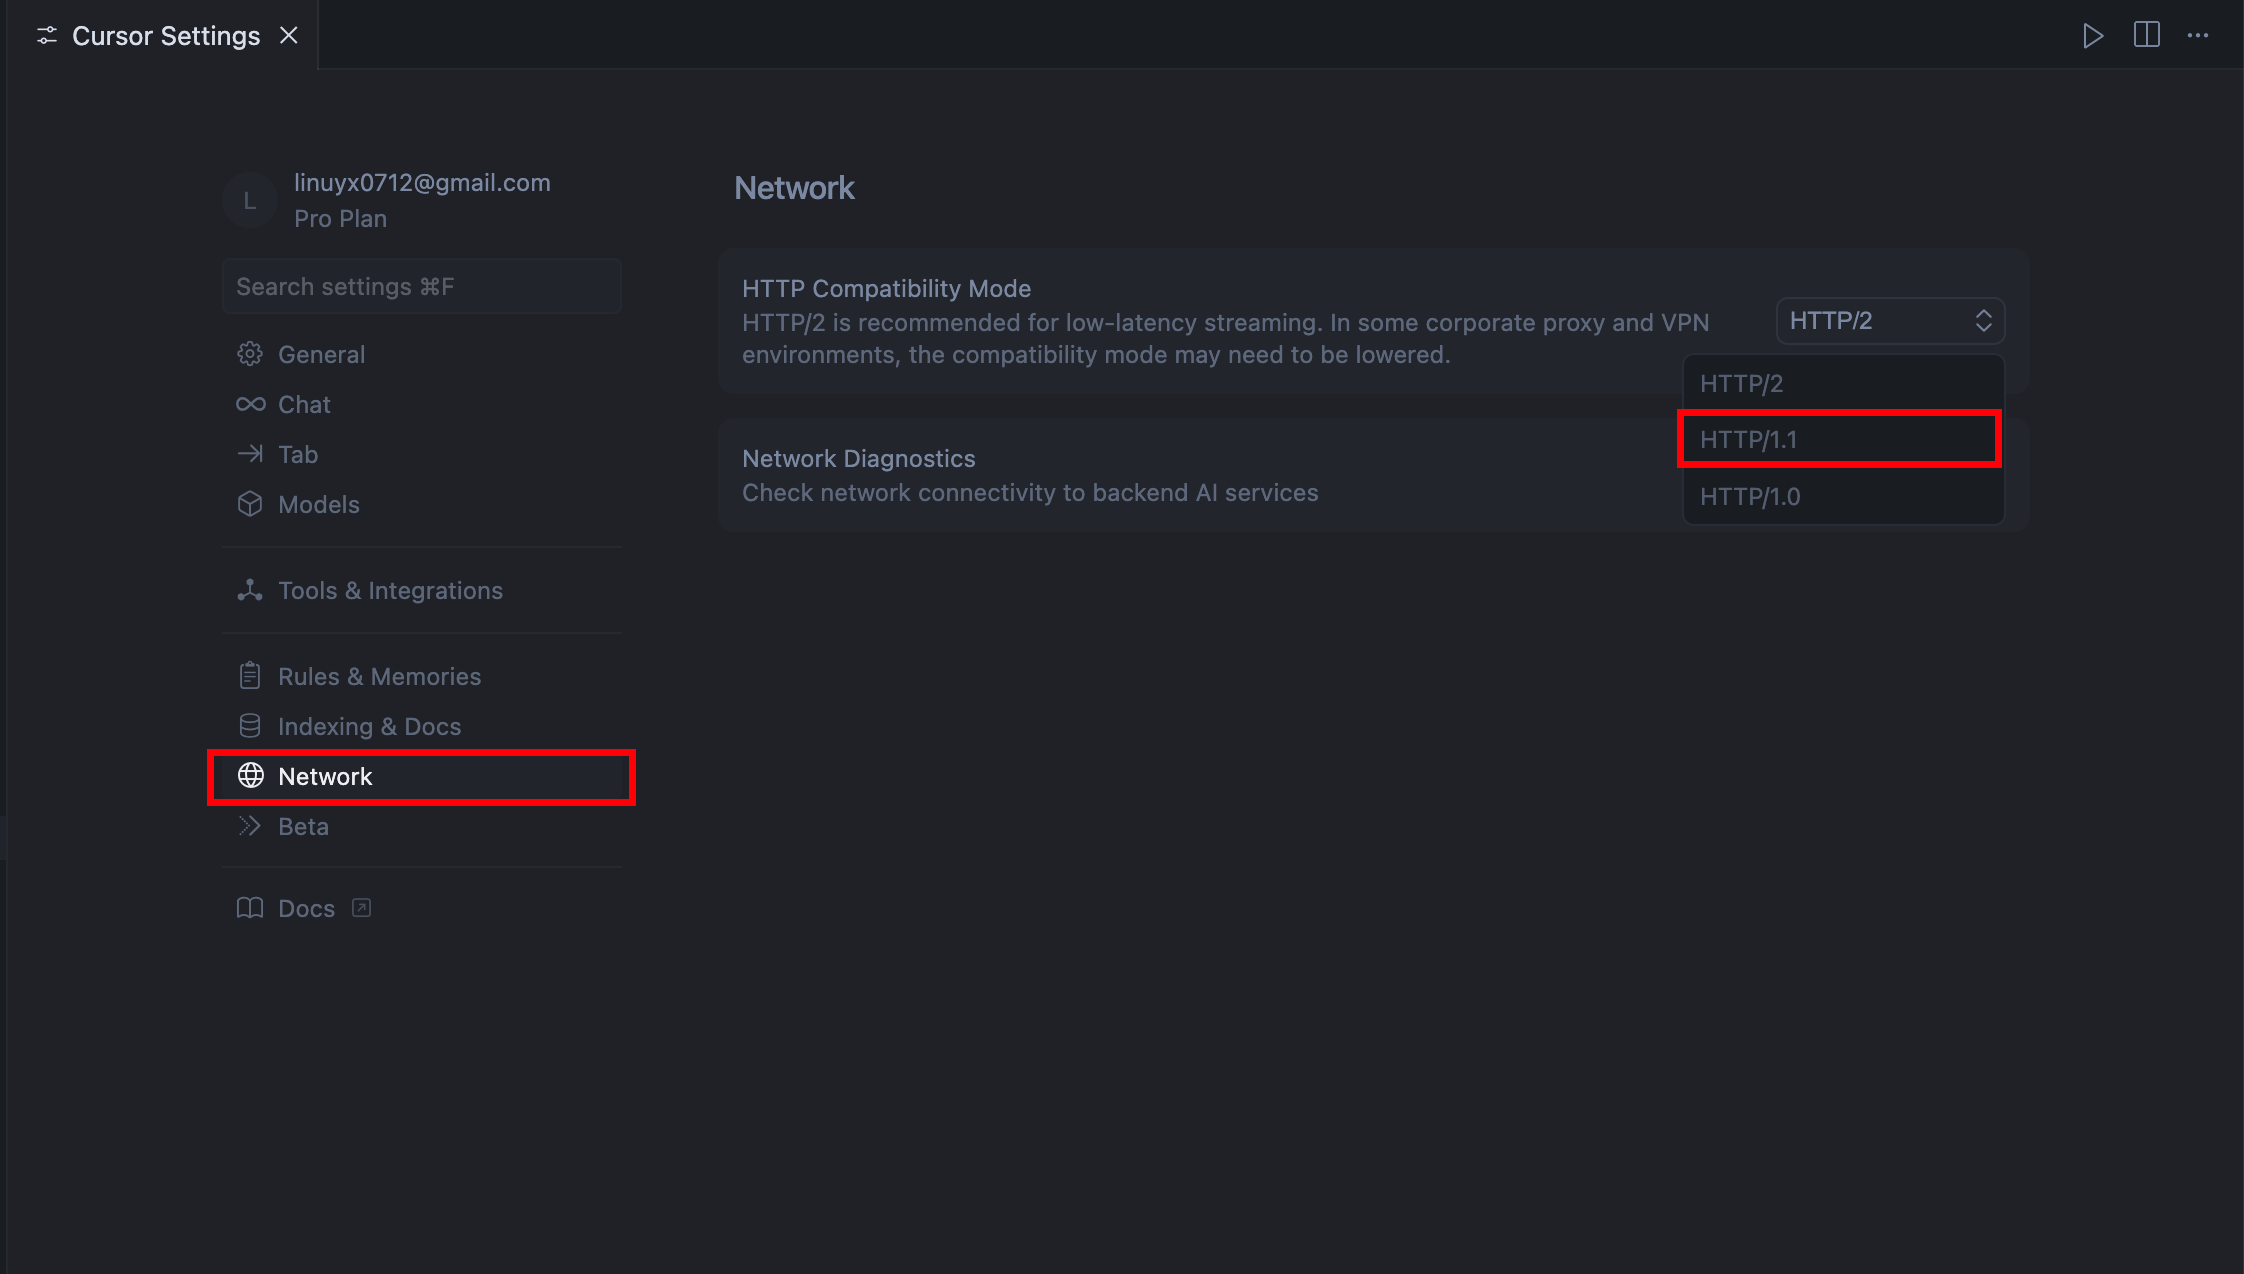 Cursor Settings
L
linuyx0712@gmail.com
Pro Plan
Search settings ⌘F
General
Chat
Tab
Models
Tools & Integrations
Rules & Memories
Indexing & Docs
Network
Beta
Docs
Network
HTTP Compatibility Mode
HTTP/2 is recommended for low-latency streaming. In some corporate proxy and VPN
environments, the compatibility mode may need to be lowered.
HTTP/2
HTTP/2
HTTP/1.1
HTTP/1.0
Network Diagnostics
Check network connectivity to backend AI services